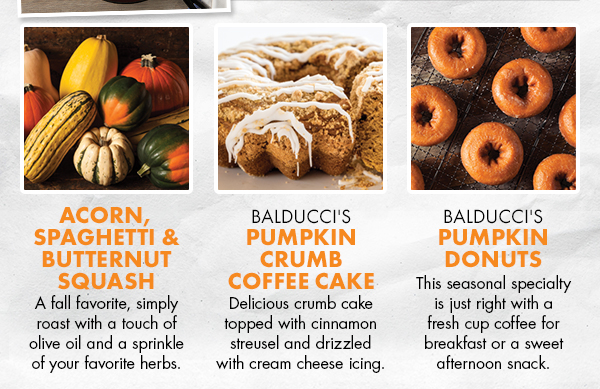 ACORN,
SPAGHETTI &
BUTTERNUT
SQUASH
A fall favorite, simply
roast with a touch of
olive oil and a sprinkle
of your favorite herbs.
BALDUCCI'S
PUMPKIN
CRUMB
COFFEE CAKE
Delicious crumb cake
topped with cinnamon
streusel and drizzled
with cream cheese icing.
BALDUCCI'S
PUMPKIN
DONUTS
This seasonal specialty
is just right with a
fresh cup coffee for
breakfast or a sweet
afternoon snack.